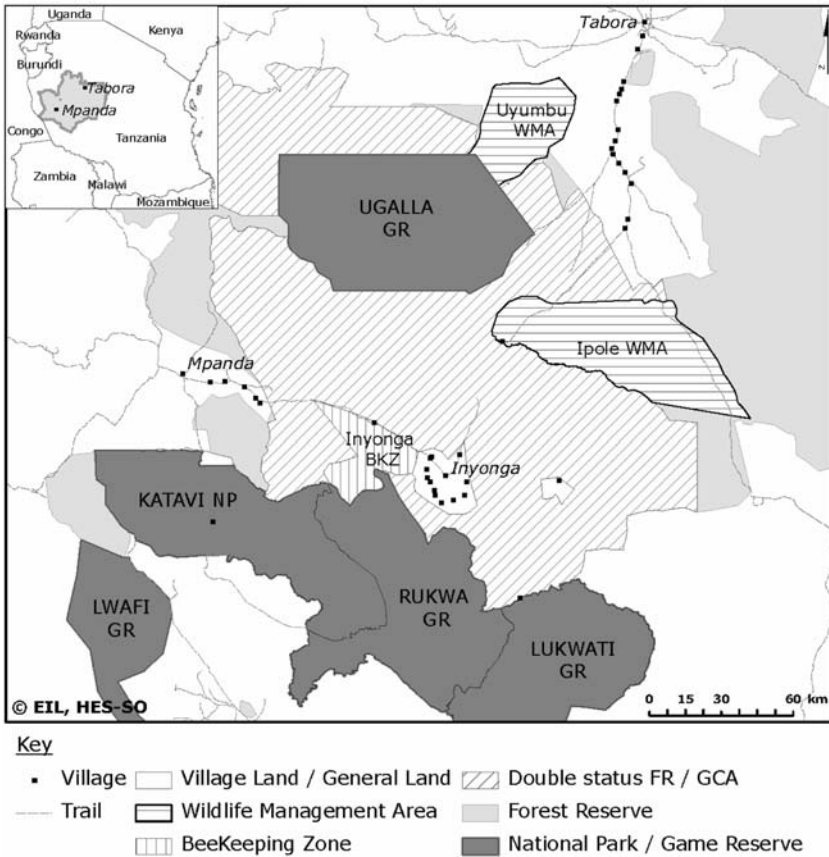 Uganda
Kenya
Rwanda
Burundi
Tabora
Mpanda
Congo
Tanzania
Zambia
Malawi
Mozambique
Tabora
z
Uyumbu
WMA
UGALLA
GR
Ipole WMA
Mpanda
Inyonga
BKZ
Inyonga
KATAVI NP
LWAFI
GR
RUKWA
GR
LUKWATI
GR
© EIL, HES-SO
0 15 30 60 km
Key
Village
Village Land / General Land
Double status FR / GCA
Trail
Wildlife Management Area
Forest Reserve
BeeKeeping Zone
National Park / Game Reserve